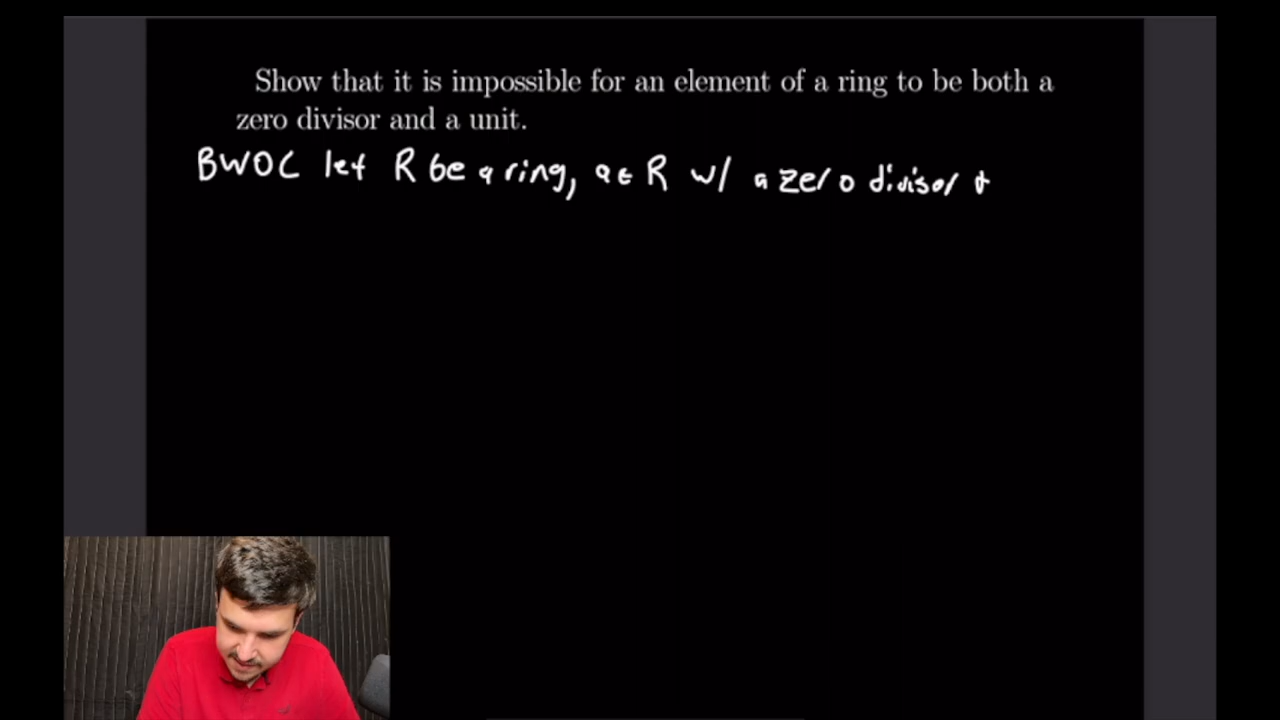 Show that it is impossible for an element of a ring to be both a
zero divisor and a unit.
BWOC let R be a ring, a ∈ R w/ a zero divisor +